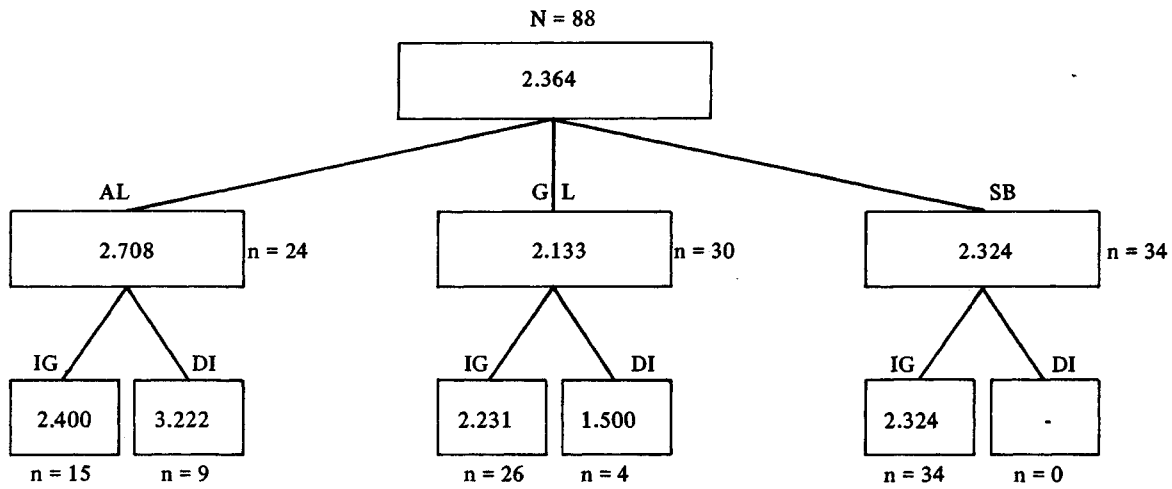 N = 88
2.364
AL GL SB
2.708 n = 24 2.133 n = 30 2.324 n = 34
IG DI IG DI IG DI
2.400 3.222 2.231 1.500 2.324 -
n = 15 n = 9 n = 26 n = 4 n = 34 n = 0